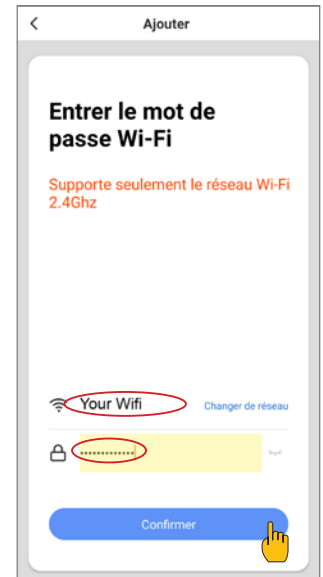 Ajouter
Entrer le mot de
passe Wi-Fi
Supporte seulement le réseau Wi-Fi
2.4Ghz
Your Wifi Changer de réseau
•••••••••••••
Confirmer